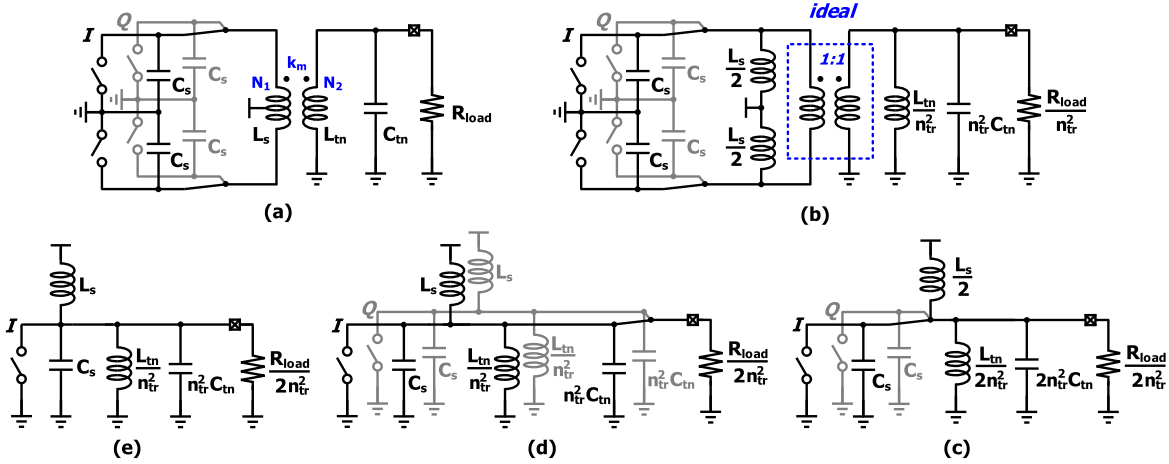 Q
I
k_m
N_1
N_2
C_s
C_s
C_s
C_s
L_s
L_tn
C_tn
R_load
(a)
ideal
1:1
Q
I
C_s
C_s
C_s
C_s
L_s/2
L_s/2
L_tn/n_tr^2
n_tr^2 C_tn
R_load/n_tr^2
(b)
I
L_s
C_s
L_tn/n_tr^2
n_tr^2 C_tn
R_load/2n_tr^2
(e)
Q
I
L_s
L_s
C_s
C_s
L_tn/n_tr^2
L_tn/n_tr^2
n_tr^2 C_tn
n_tr^2 C_tn
R_load/2n_tr^2
(d)
Q
I
L_s/2
C_s
C_s
L_tn/2n_tr^2
2n_tr^2 C_tn
R_load/2n_tr^2
(c)